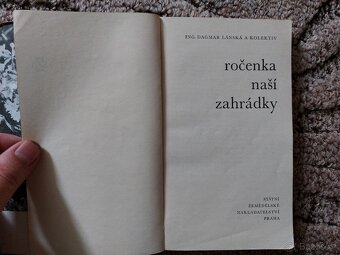 ING. DAGMAR LÁNSKÁ A KOLEKTIV
ročenka
naší
zahrádky
STÁTNÍ
ZEMĚDĚLSKÉ
NAKLADATELSTVÍ
PRAHA